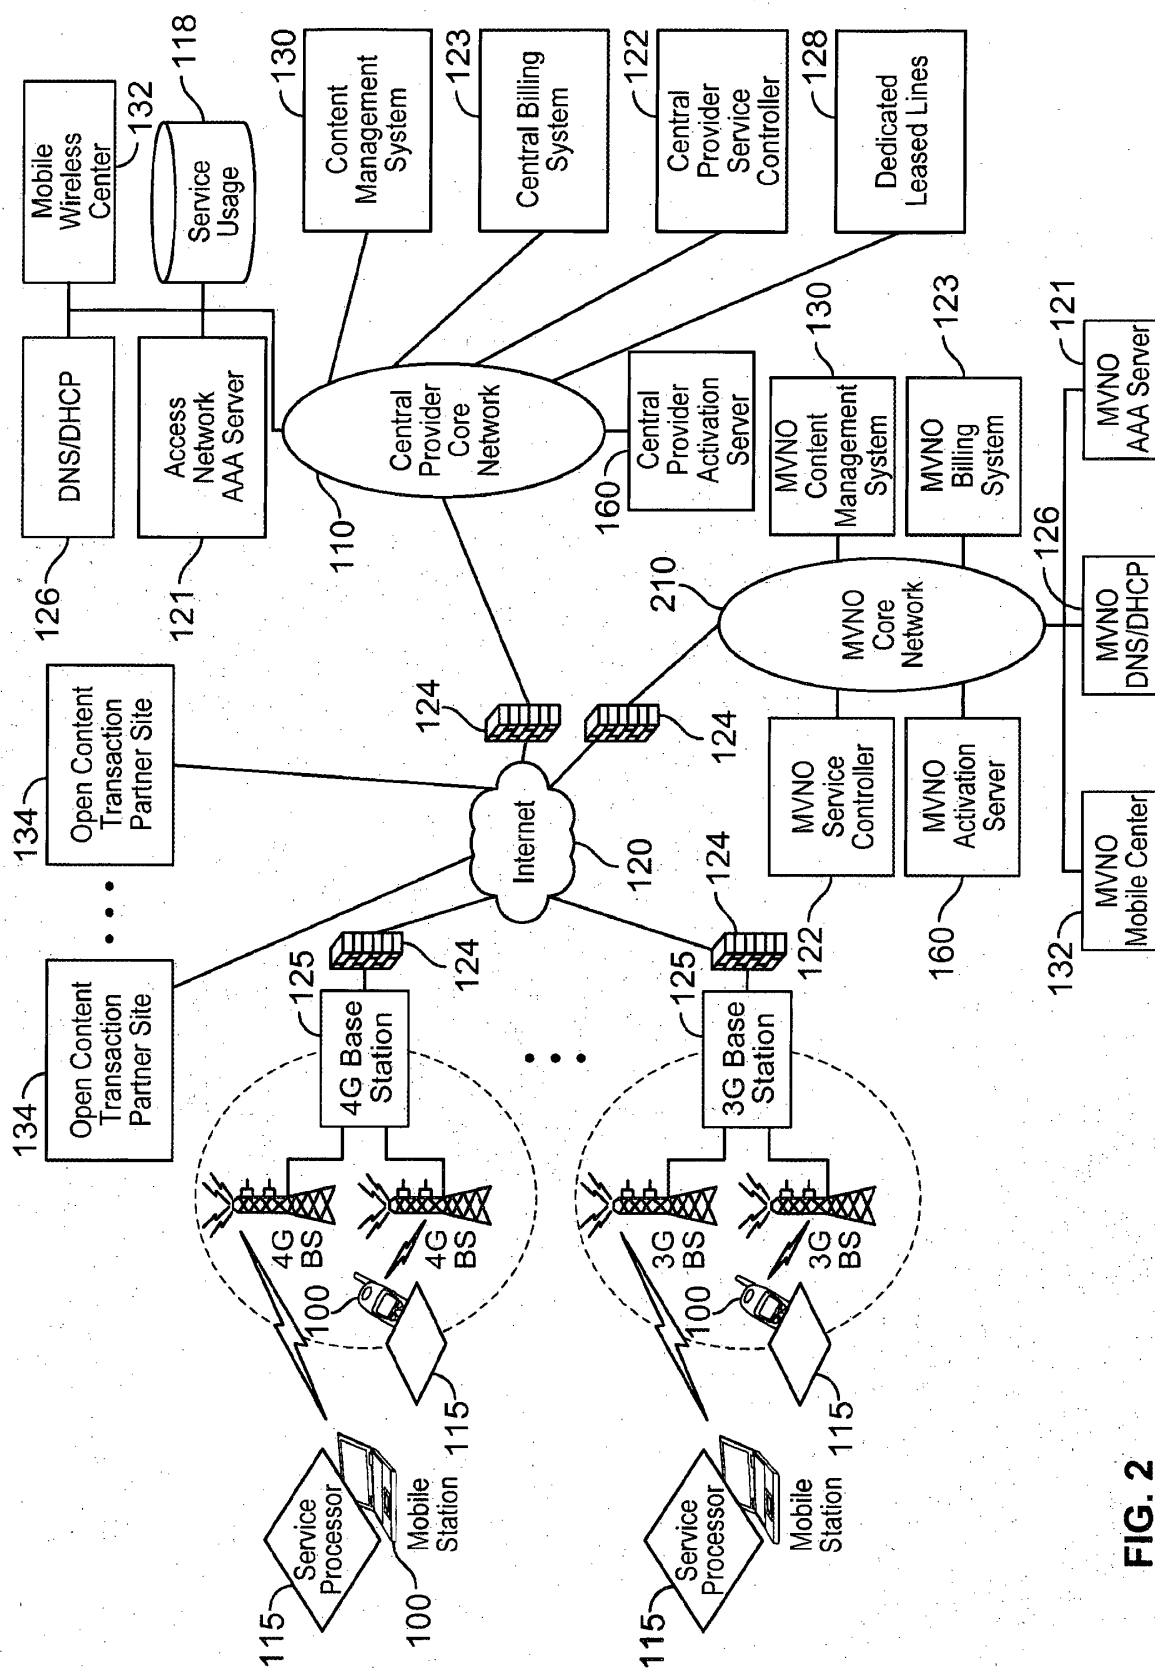 134
Open Content
Transaction
Partner Site
134
Open Content
Transaction
Partner Site
126
DNS/DHCP
Mobile
Wireless
Center
132
121
Access
Network
AAA Server
Service
Usage
118
115
Service
Processor
100
Mobile
Station
115
100
4G
BS
4G
BS
4G Base
Station
125
124
Internet
120
124
110
Central
Provider
Core
Network
Content
Management
System
130
Central Billing
System
123
Central
Provider
Service
Controller
122
Dedicated
Leased Lines
128
160
Central
Provider
Activation
Server
115
Service
Processor
Mobile
Station
115
100
3G
BS
3G
BS
3G Base
Station
125
124
124
210
MVNO
Core
Network
122
MVNO
Service
Controller
MVNO
Content
Management
System
130
160
MVNO
Activation
Server
MVNO
Billing
System
123
132
MVNO
Mobile Center
MVNO
DNS/DHCP
126
MVNO
AAA Server
121
FIG. 2